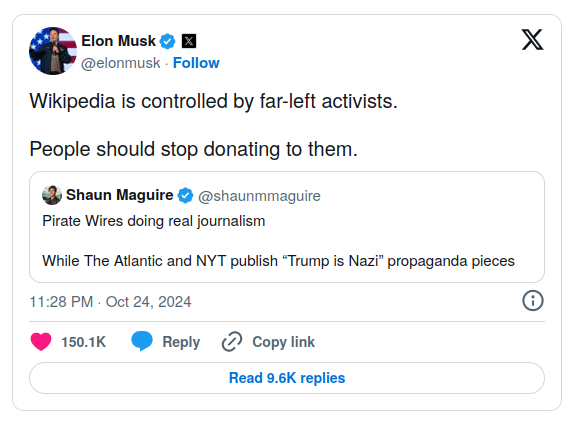 Elon Musk
@elonmusk · Follow
Wikipedia is controlled by far-left activists.
People should stop donating to them.
Shaun Maguire @shaunmmaguire
Pirate Wires doing real journalism
While The Atlantic and NYT publish “Trump is Nazi” propaganda pieces
11:28 PM · Oct 24, 2024
150.1K Reply Copy link
Read 9.6K replies